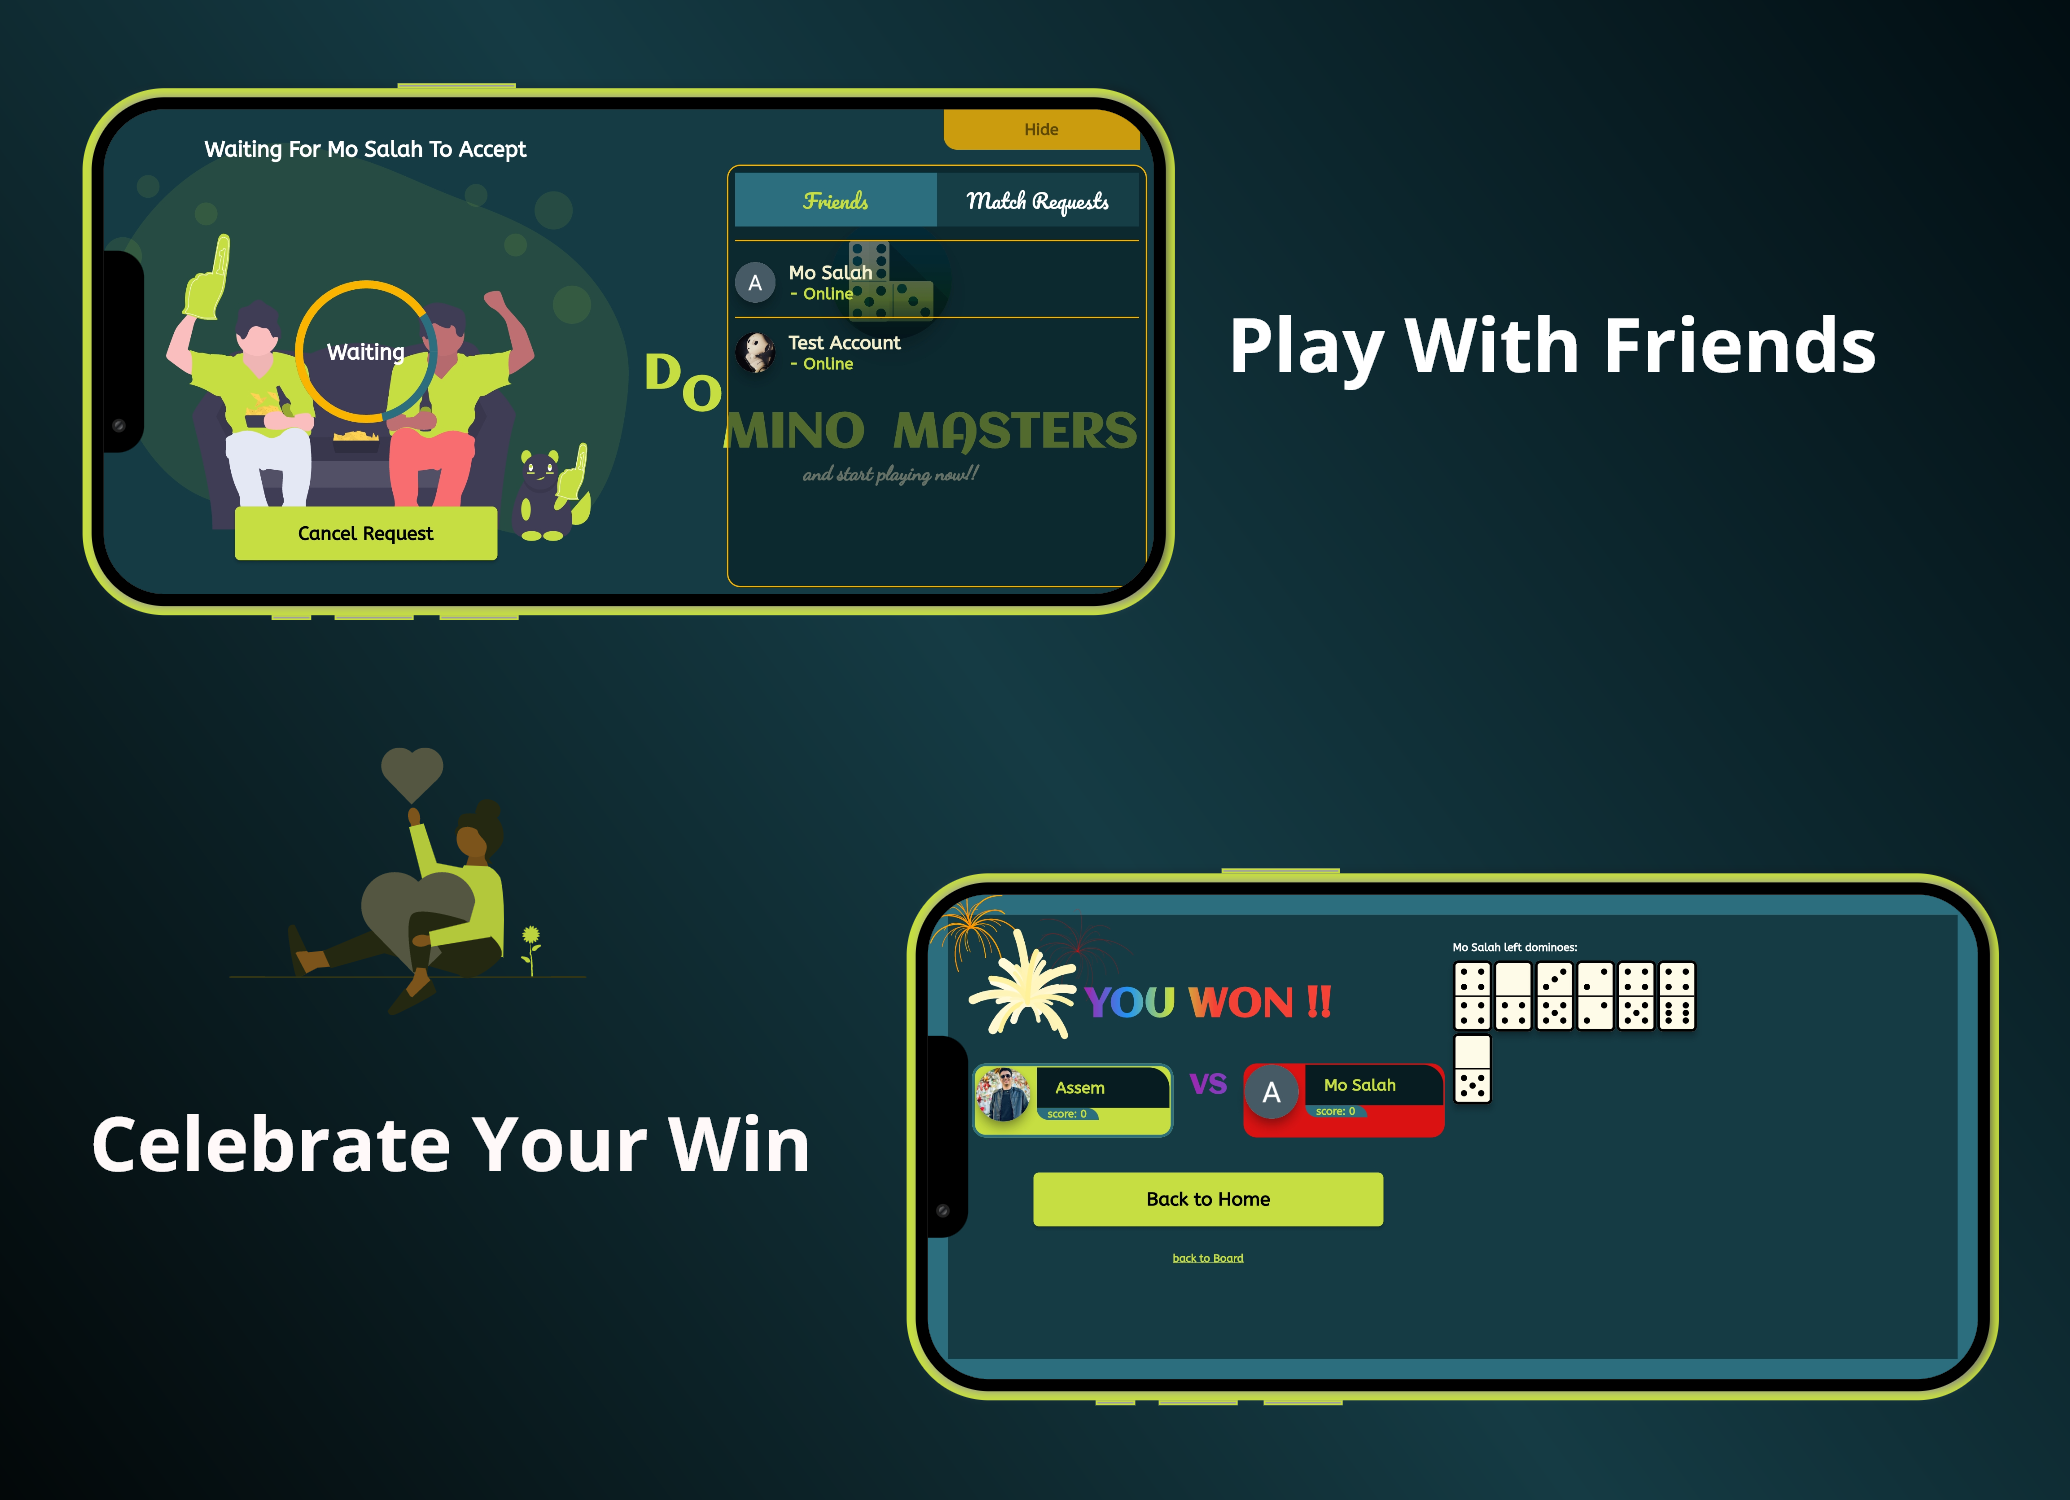 Waiting For Mo Salah To Accept
Waiting
Cancel Request
Hide
Friends
Match Requests
A
Mo Salah
- Online
Test Account
- Online
DOMINO MASTERS
and start playing now!!
Play With Friends
Celebrate Your Win
YOU WON !!
Assem
score: 0
VS
A
Mo Salah
score: 0
Back to Home
back to Board
Mo Salah left dominoes: